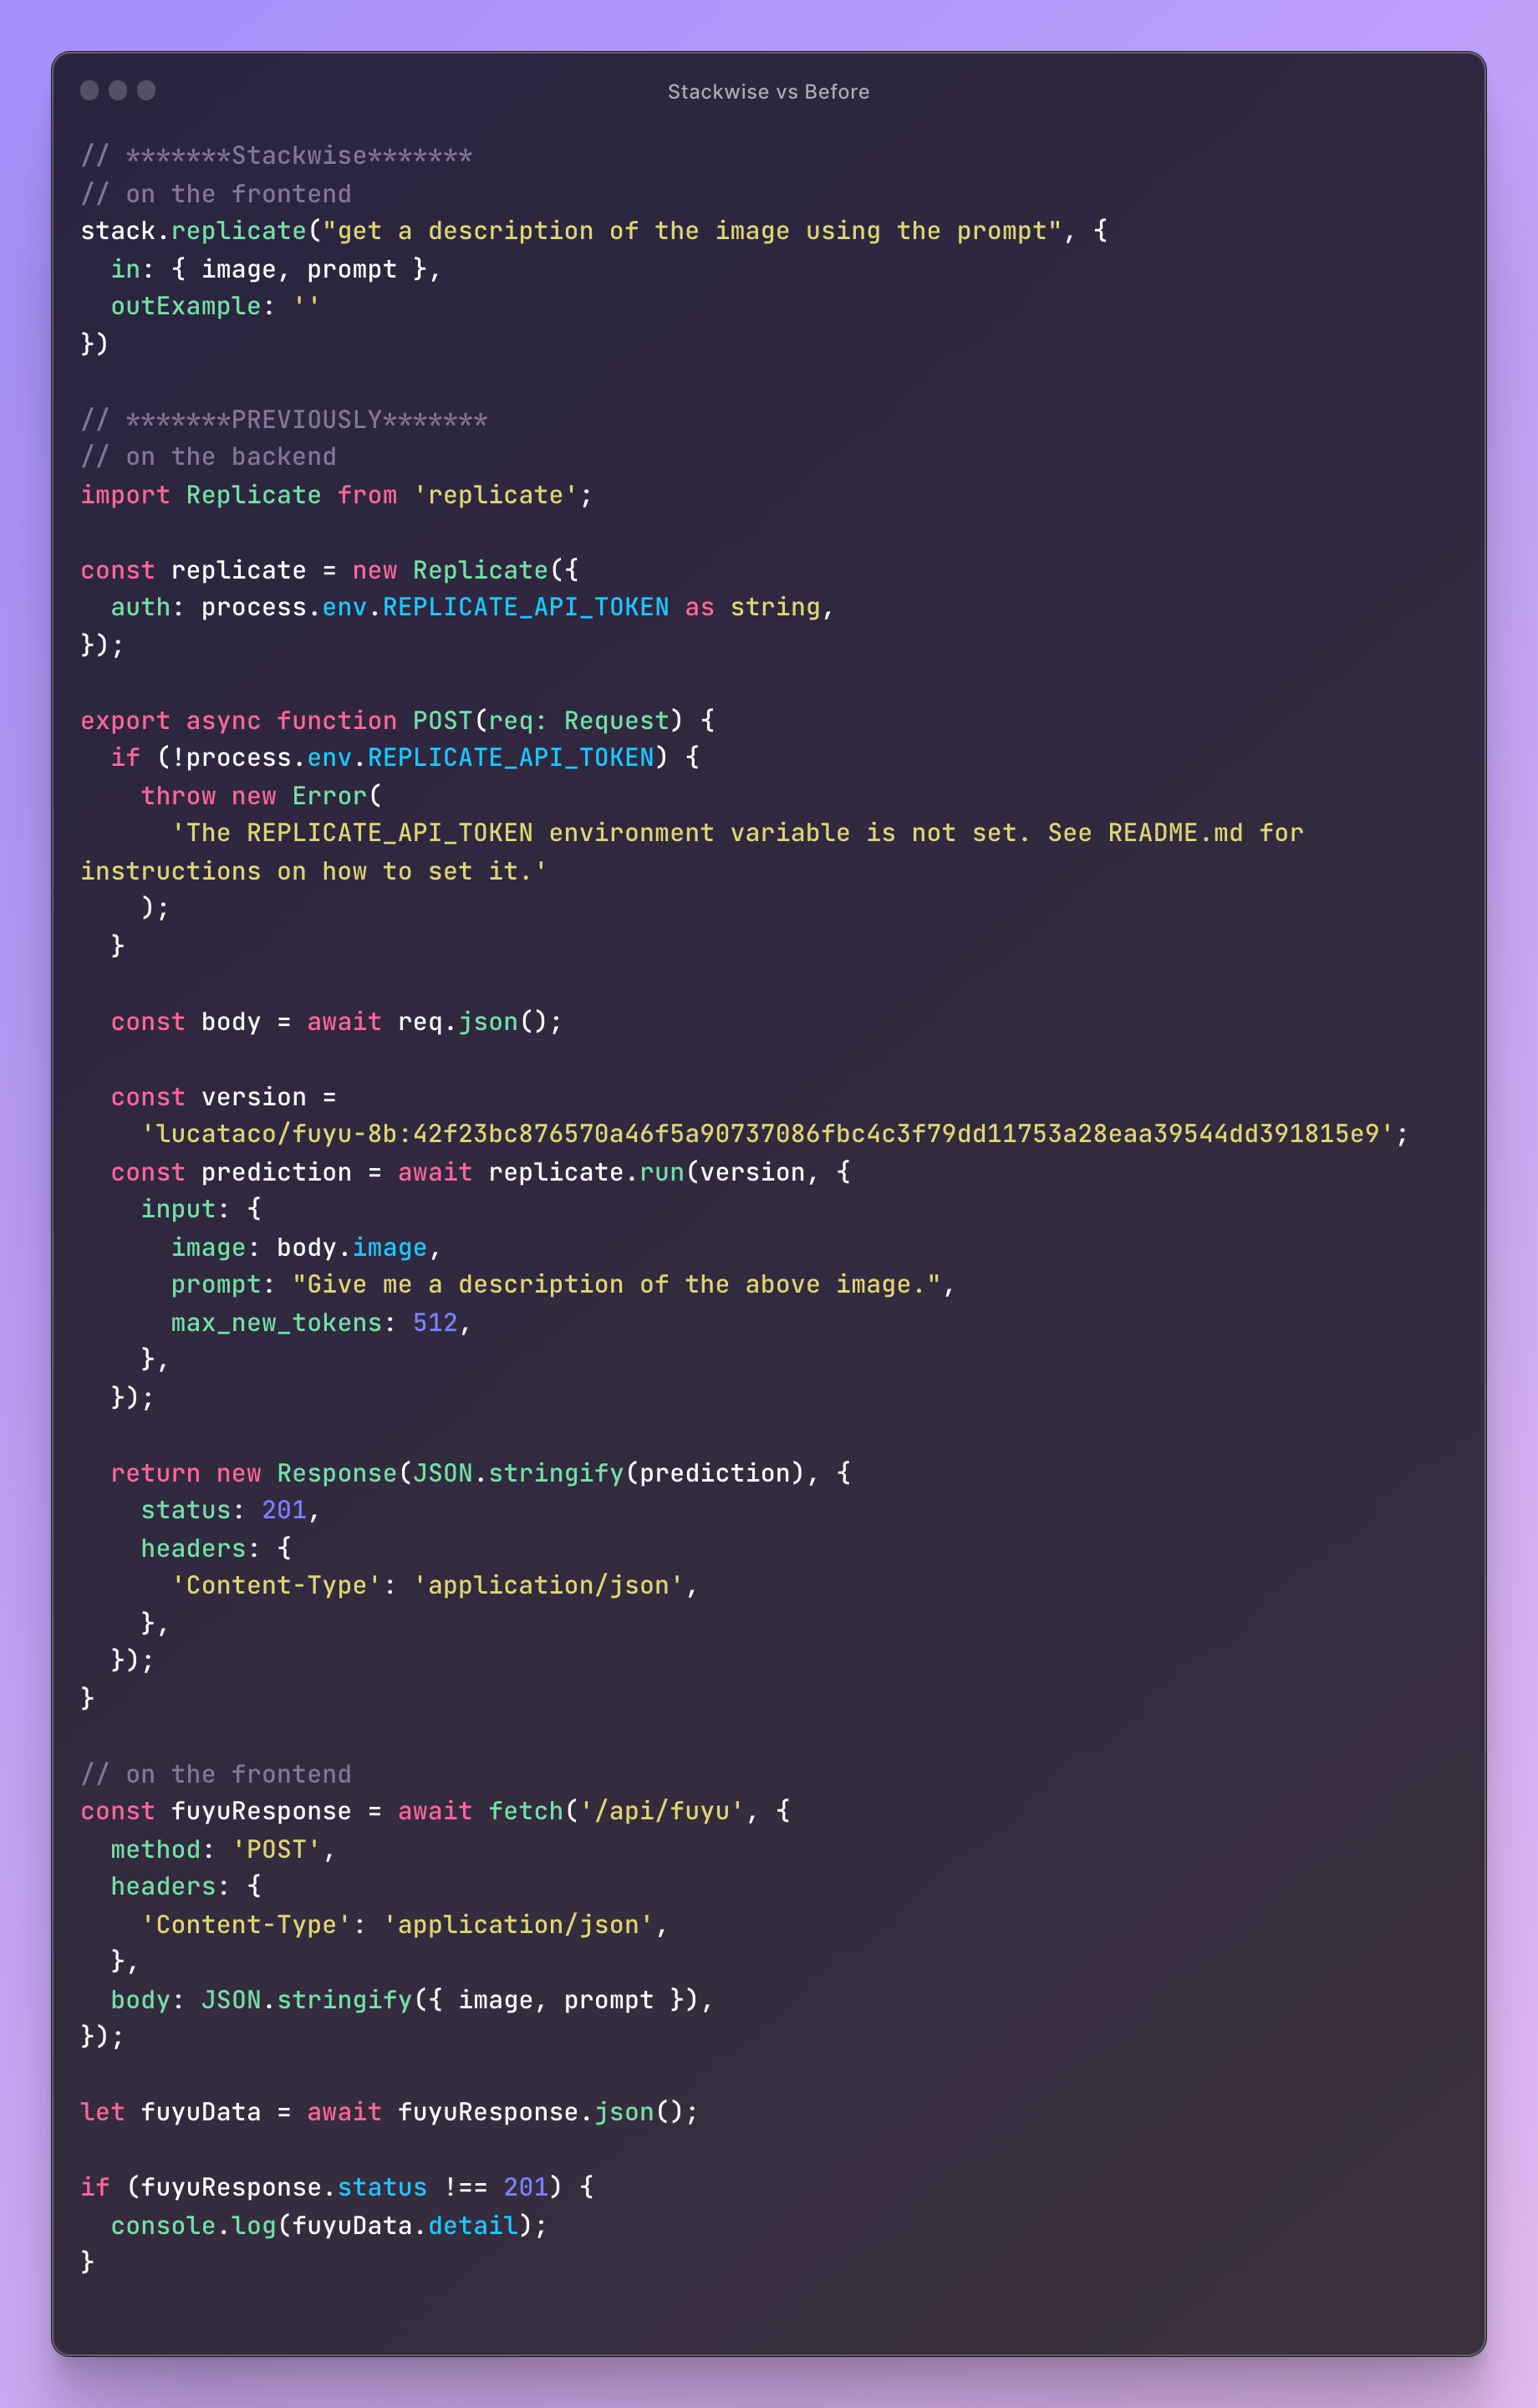 Stackwise vs Before
// *******Stackwise*******
// on the frontend
stack.replicate("get a description of the image using the prompt", {
  in: { image, prompt },
  outExample: ''
})

// *******PREVIOUSLY*******
// on the backend
import Replicate from 'replicate';

const replicate = new Replicate({
  auth: process.env.REPLICATE_API_TOKEN as string,
});

export async function POST(req: Request) {
  if (!process.env.REPLICATE_API_TOKEN) {
    throw new Error(
      'The REPLICATE_API_TOKEN environment variable is not set. See README.md for
instructions on how to set it.'
    );
  }

  const body = await req.json();

  const version =
    'lucataco/fuyu-8b:42f23bc876570a46f5a90737086fbc4c3f79dd11753a28eaa39544dd391815e9';
  const prediction = await replicate.run(version, {
    input: {
      image: body.image,
      prompt: "Give me a description of the above image.",
      max_new_tokens: 512,
    },
  });

  return new Response(JSON.stringify(prediction), {
    status: 201,
    headers: {
      'Content-Type': 'application/json',
    },
  });
}

// on the frontend
const fuyuResponse = await fetch('/api/fuyu', {
  method: 'POST',
  headers: {
    'Content-Type': 'application/json',
  },
  body: JSON.stringify({ image, prompt }),
});

let fuyuData = await fuyuResponse.json();

if (fuyuResponse.status !== 201) {
  console.log(fuyuData.detail);
}